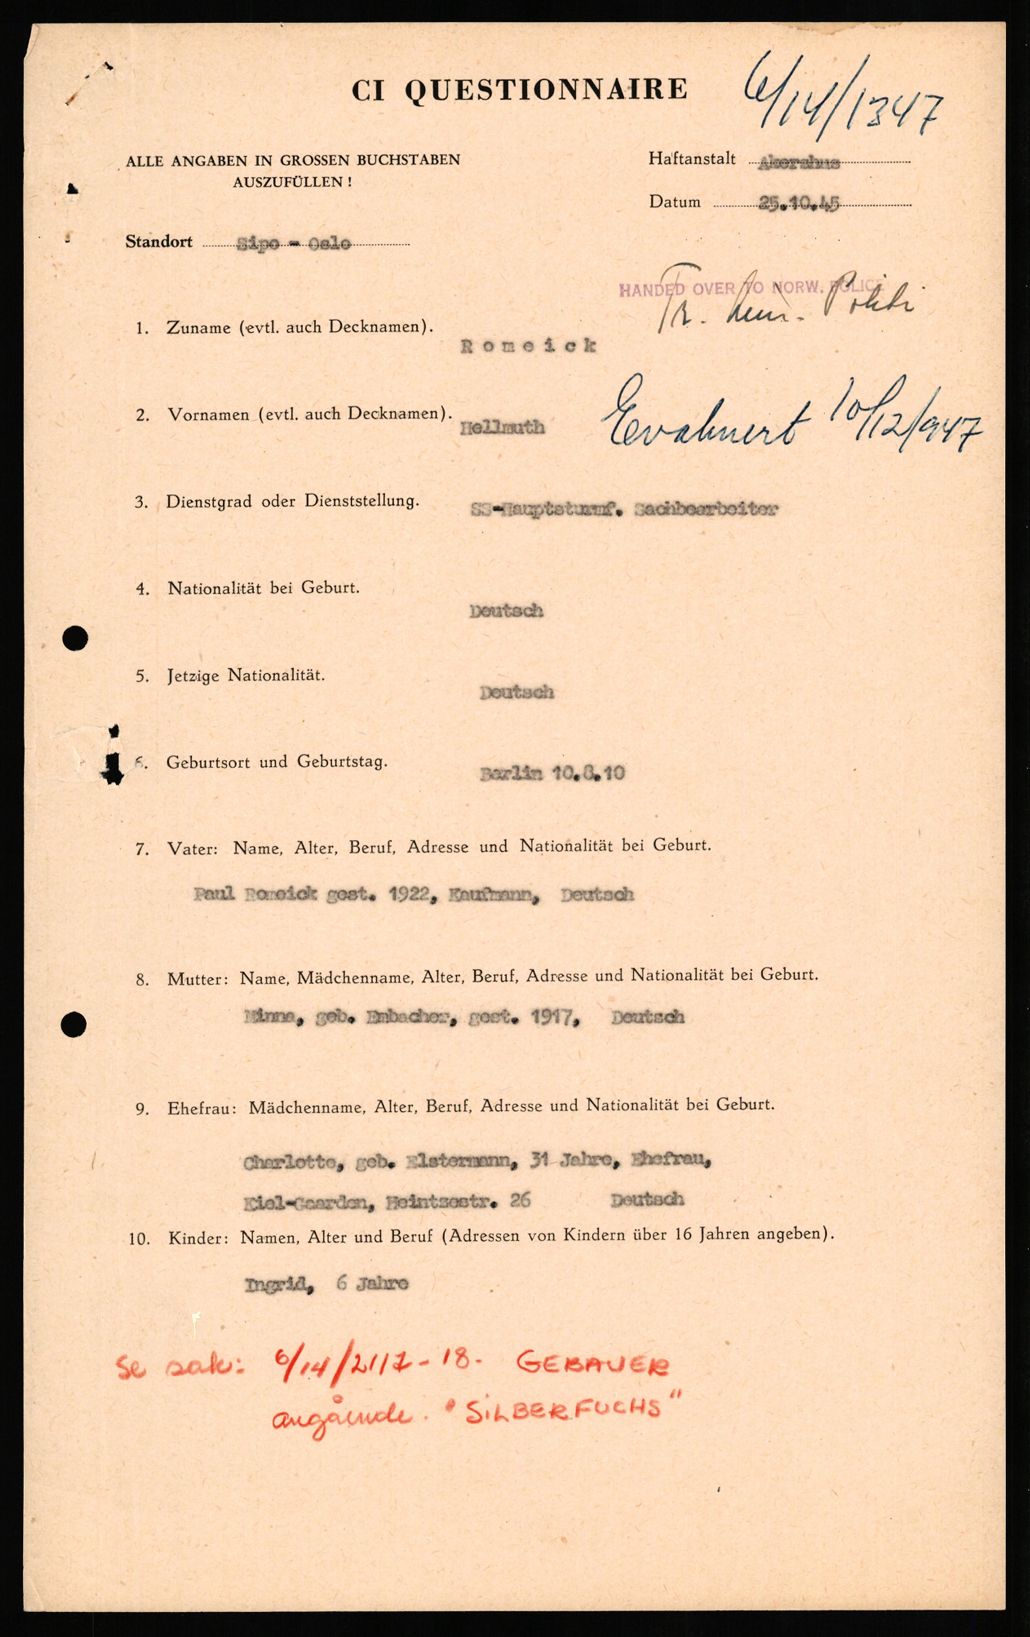 CI QUESTIONNAIRE
6/14/1347
ALLE ANGABEN IN GROSSEN BUCHSTABEN
AUSZUFÜLLEN !
Haftanstalt Akershus
Datum 25.10.45
Standort Sipo - Oslo
HANDED OVER TO NORW. POLICE
Politi
1. Zuname (evtl. auch Decknamen).
Romeick
2. Vornamen (evtl. auch Decknamen).
Hellmuth
10/12/947
3. Dienstgrad oder Dienststellung.
SS-Hauptsturmf. Sachbearbeiter
4. Nationalität bei Geburt.
Deutsch
5. Jetzige Nationalität.
Deutsch
6. Geburtsort und Geburtstag.
Berlin 10.8.10
7. Vater: Name, Alter, Beruf, Adresse und Nationalität bei Geburt.
Paul Romeick gest. 1922, Kaufmann, Deutsch
8. Mutter: Name, Mädchenname, Alter, Beruf, Adresse und Nationalität bei Geburt.
Minna, geb. Embacher, gest. 1917, Deutsch
9. Ehefrau: Mädchenname, Alter, Beruf, Adresse und Nationalität bei Geburt.
Charlotte, geb. Elstermann, 31 Jahre, Ehefrau,
Kiel-Gaarden, Heintzestr. 26 Deutsch
10. Kinder: Namen, Alter und Beruf (Adressen von Kindern über 16 Jahren angeben).
Ingrid, 6 Jahre
Se sak: 6/14/2117-18- GEBAUER
angående. "SILBERFUCHS"